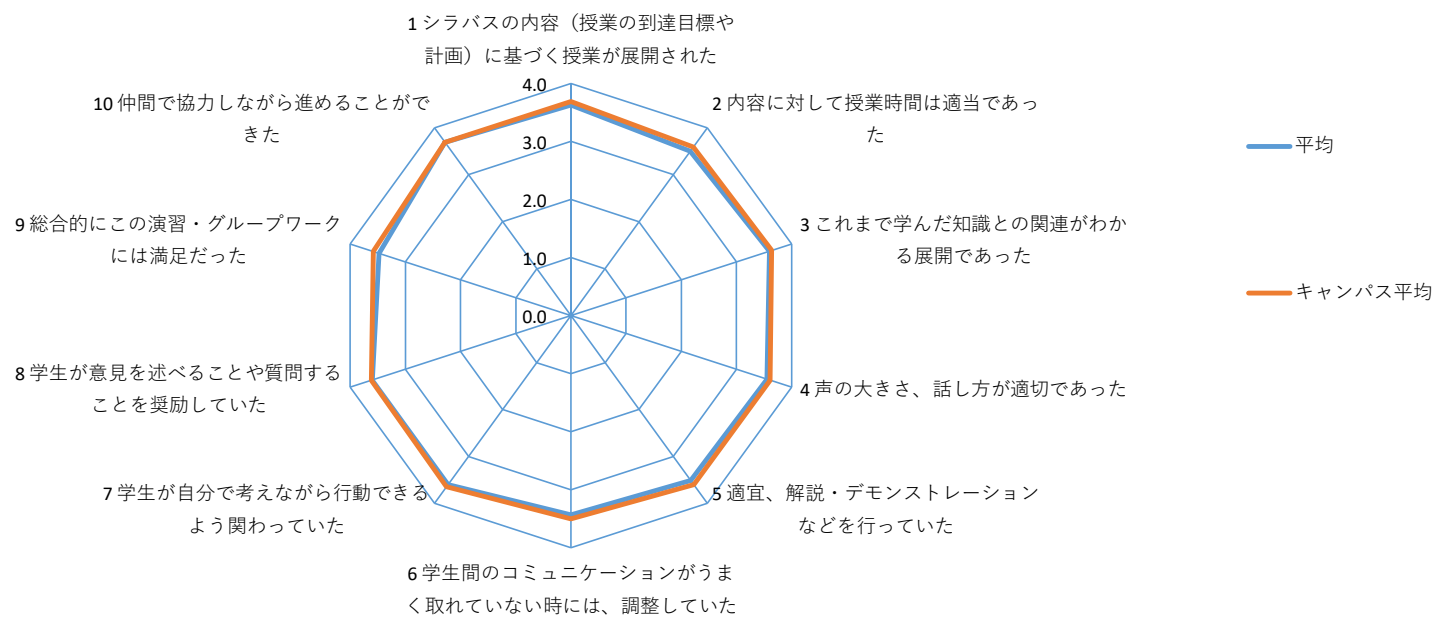 1 シラバスの内容（授業の到達目標や
計画）に基づく授業が展開された
2 内容に対して授業時間は適当であっ
た
3 これまで学んだ知識との関連がわか
る展開であった
4 声の大きさ、話し方が適切であった
5 適宜、解説・デモンストレーション
などを行っていた
6 学生間のコミュニケーションがうま
く取れていない時には、調整していた
7 学生が自分で考えながら行動できる
よう関わっていた
8 学生が意見を述べることや質問する
ことを奨励していた
9 総合的にこの演習・グループワーク
には満足だった
10 仲間で協力しながら進めることがで
きた
4.0
3.0
2.0
1.0
0.0
平均
キャンパス平均